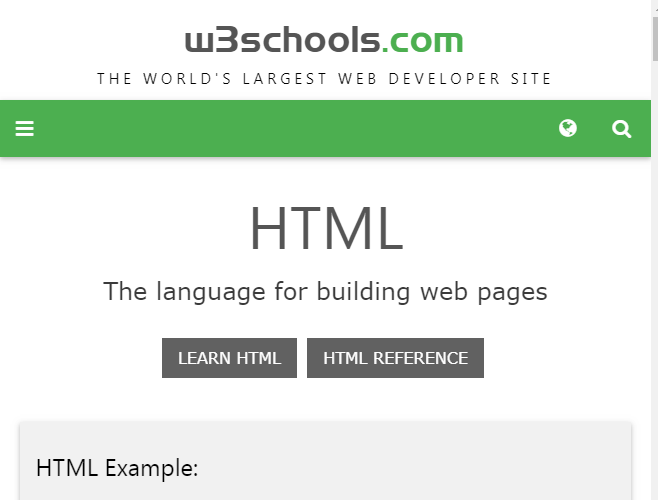 w3schools.com
THE WORLD'S LARGEST WEB DEVELOPER SITE
HTML
The language for building web pages
LEARN HTML HTML REFERENCE
HTML Example: